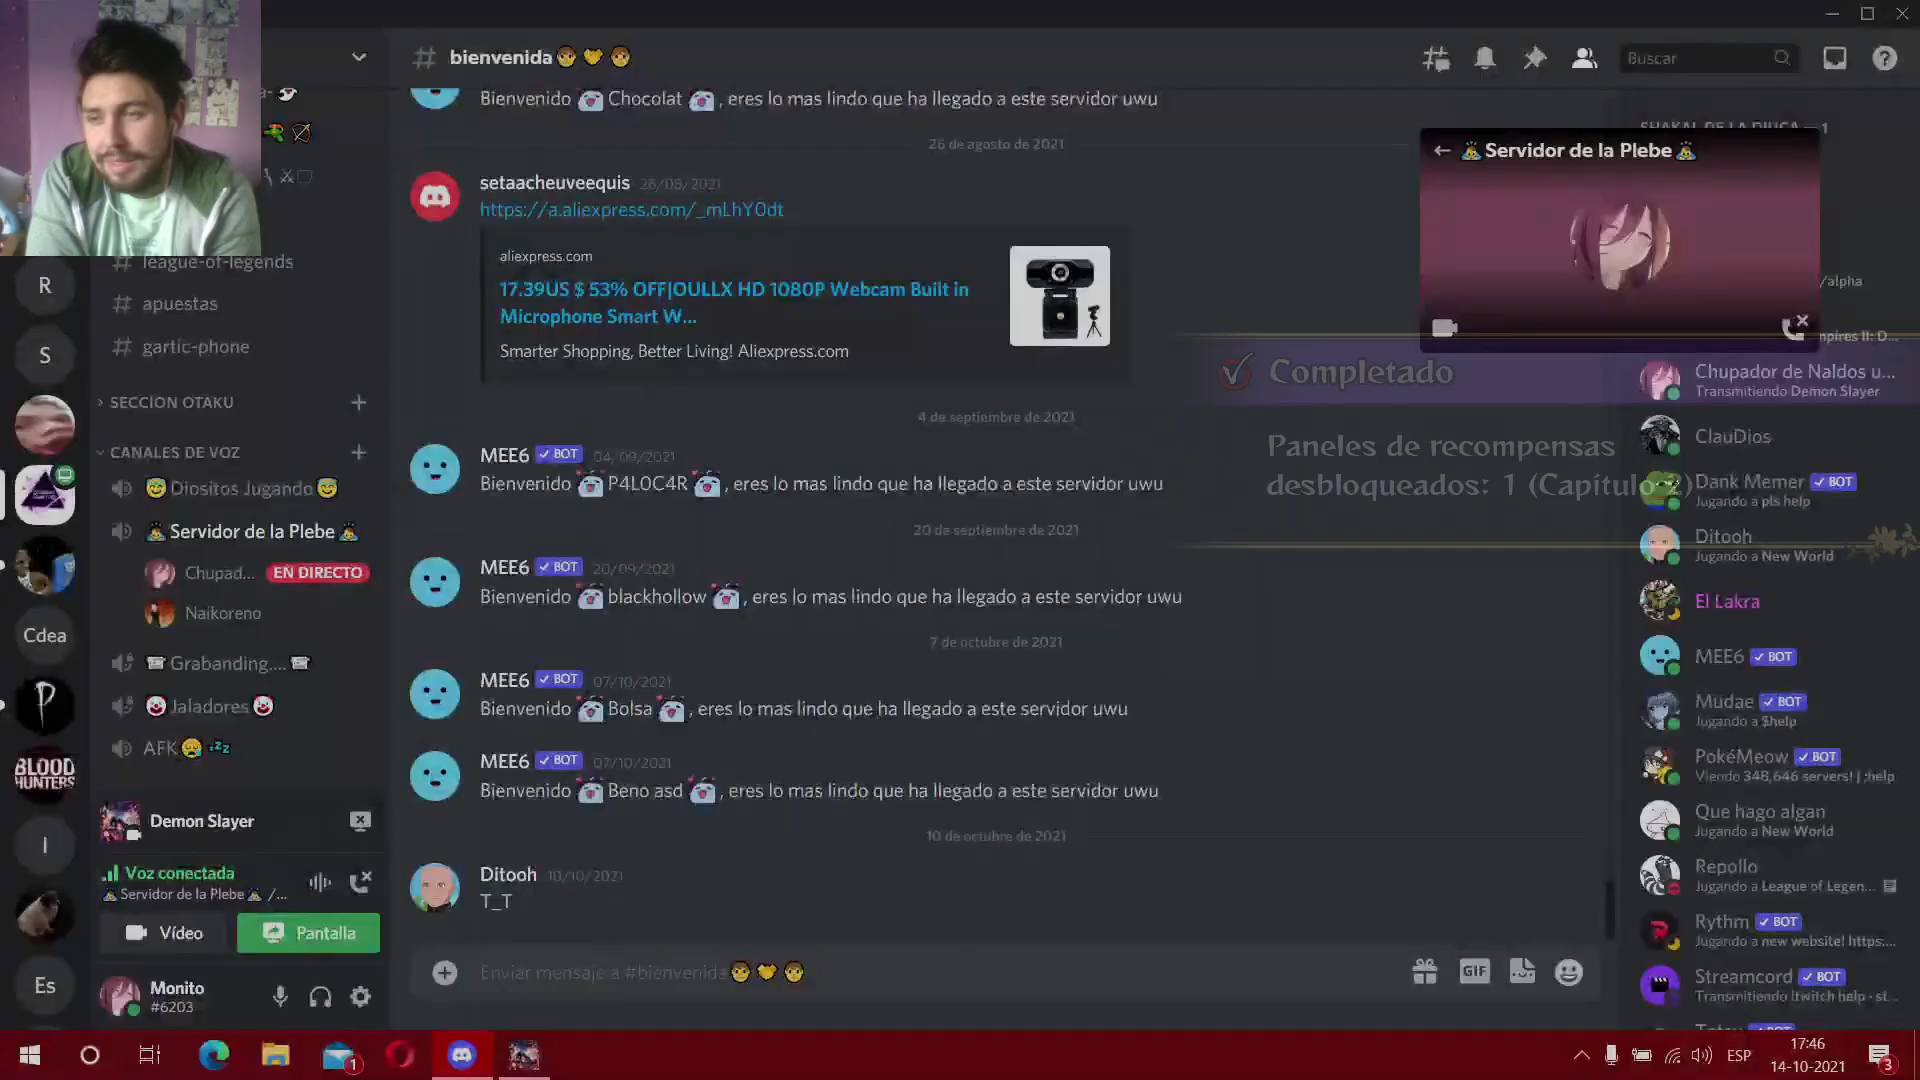 # bienvenida
Buscar
Bienvenido Chocolat , eres lo mas lindo que ha llegado a este servidor uwu
26 de agosto de 2021
setaacheuveequis 26/08/2021
https://a.aliexpress.com/_mLhYOdt
aliexpress.com
17.39US $ 53% OFF|OULLX HD 1080P Webcam Built in
Microphone Smart W...
Smarter Shopping, Better Living! Aliexpress.com
4 de septiembre de 2021
MEE6 BOT 04/09/2021
Bienvenido P4L0C4R , eres lo mas lindo que ha llegado a este servidor uwu
20 de septiembre de 2021
MEE6 BOT 20/09/2021
Bienvenido blackhollow , eres lo mas lindo que ha llegado a este servidor uwu
7 de octubre de 2021
MEE6 BOT 07/10/2021
Bienvenido Bolsa , eres lo mas lindo que ha llegado a este servidor uwu
MEE6 BOT 07/10/2021
Bienvenido Beno asd , eres lo mas lindo que ha llegado a este servidor uwu
10 de octubre de 2021
Ditooh 10/10/2021
T_T
Enviar mensaje a #bienvenida
GIF
R
S
Cdea
P
BLOOD
HUNTERS
I
Es
# league-of-legends
# apuestas
# gartic-phone
SECCION OTAKU
CANALES DE VOZ
Diositos Jugando
Servidor de la Plebe
Chupad... EN DIRECTO
Naikoreno
Grabanding....
Jaladores
AFK
Demon Slayer
Voz conectada
Servidor de la Plebe /...
Vídeo
Pantalla
Monito
#6203
SHAKAL DE LA DIUCA — 1
Servidor de la Plebe
/alpha
mpires II: D...
Completado
Paneles de recompensas
desbloqueados: 1 (Capítulo 2)
Chupador de Naldos u...
Transmitiendo Demon Slayer
ClauDios
Dank Memer BOT
Jugando a pls help
Ditooh
Jugando a New World
El Lakra
MEE6 BOT
Mudae BOT
Jugando a $help
PokéMeow BOT
Viendo 348,646 servers! | ;help
Que hago algan
Jugando a New World
Repollo
Jugando a League of Legen...
Rythm BOT
Jugando a new website! https:...
Streamcord BOT
Transmitiendo !twitch help · st...
1
ESP
17:46
14-10-2021
3